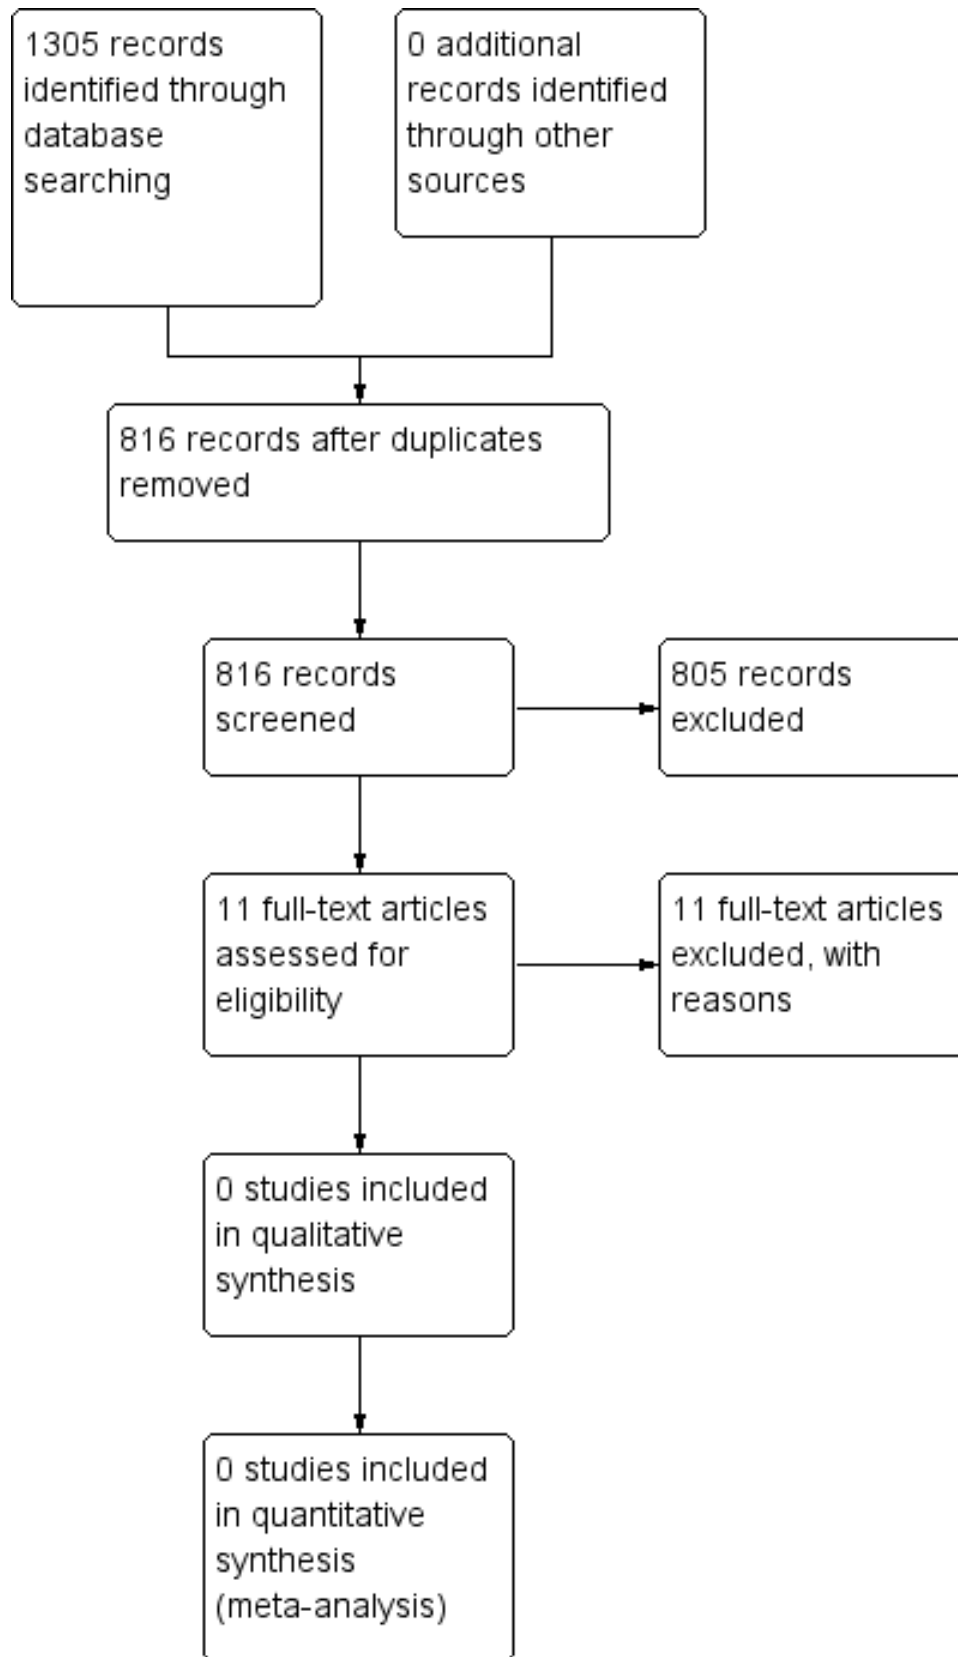 1305 records
identified through
database
searching
0 additional
records identified
through other
sources
816 records after duplicates
removed
816 records
screened
805 records
excluded
11 full-text articles
assessed for
eligibility
11 full-text articles
excluded, with
reasons
0 studies included
in qualitative
synthesis
0 studies included
in quantitative
synthesis
(meta-analysis)